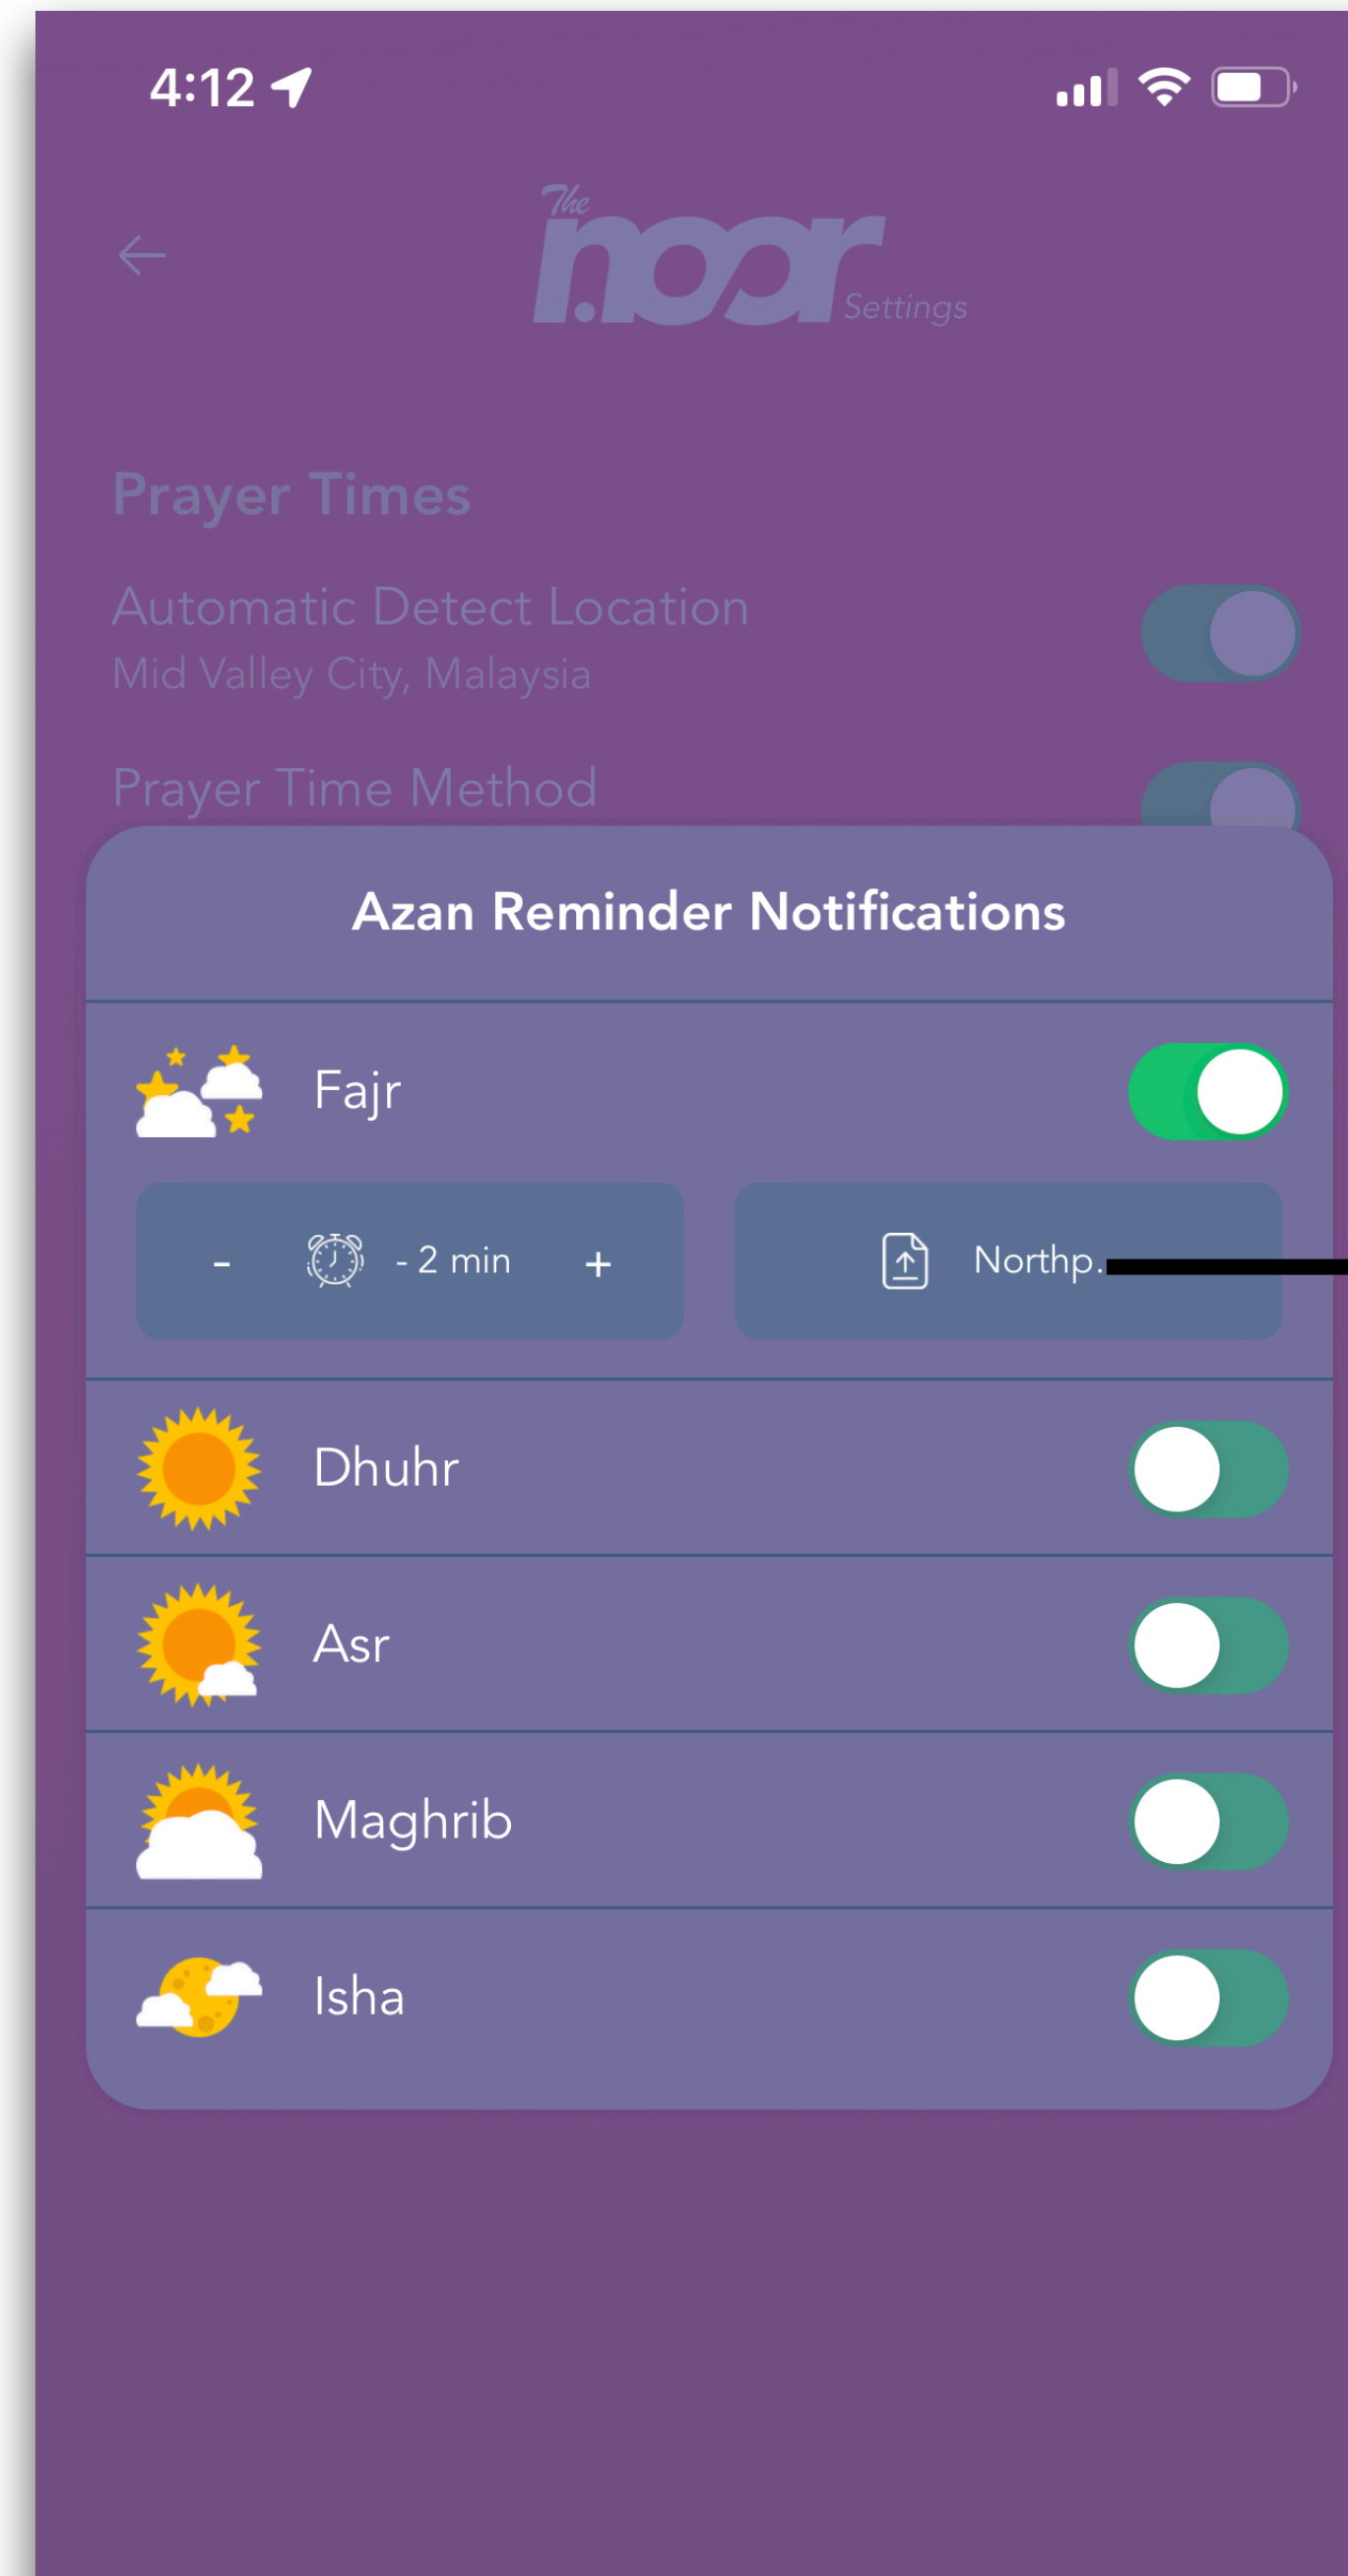 4:12
The
noor
Settings
Prayer Times
Automatic Detect Location
Mid Valley City, Malaysia
Prayer Time Method
Azan Reminder Notifications
Fajr
- - 2 min + Northp.
Dhuhr
Asr
Maghrib
Isha